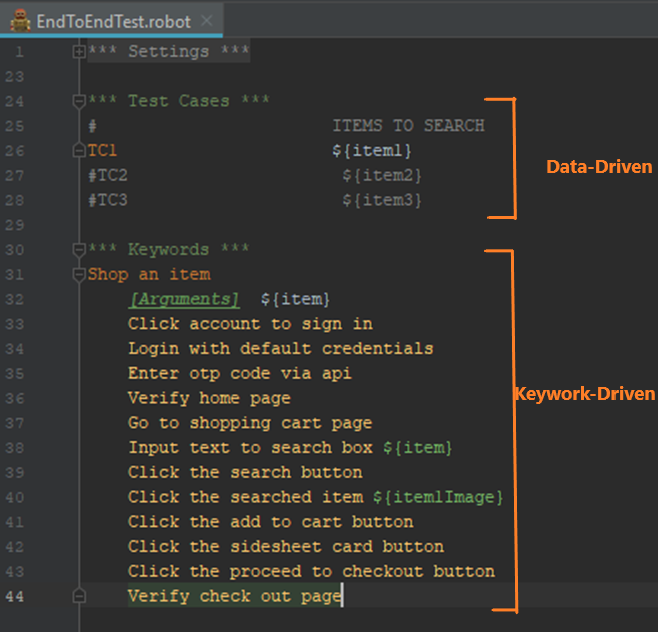 EndToEndTest.robot
1 *** Settings ***
23
24 *** Test Cases ***
25 # ITEMS TO SEARCH
26 TC1 ${item1}
27 #TC2 ${item2}
28 #TC3 ${item3}
29
30 *** Keywords ***
31 Shop an item
32 [Arguments] ${item}
33 Click account to sign in
34 Login with default credentials
35 Enter otp code via api
36 Verify home page
37 Go to shopping cart page
38 Input text to search box ${item}
39 Click the search button
40 Click the searched item ${itemlImage}
41 Click the add to cart button
42 Click the sidesheet card button
43 Click the proceed to checkout button
44 Verify check out page
Data-Driven
Keywork-Driven